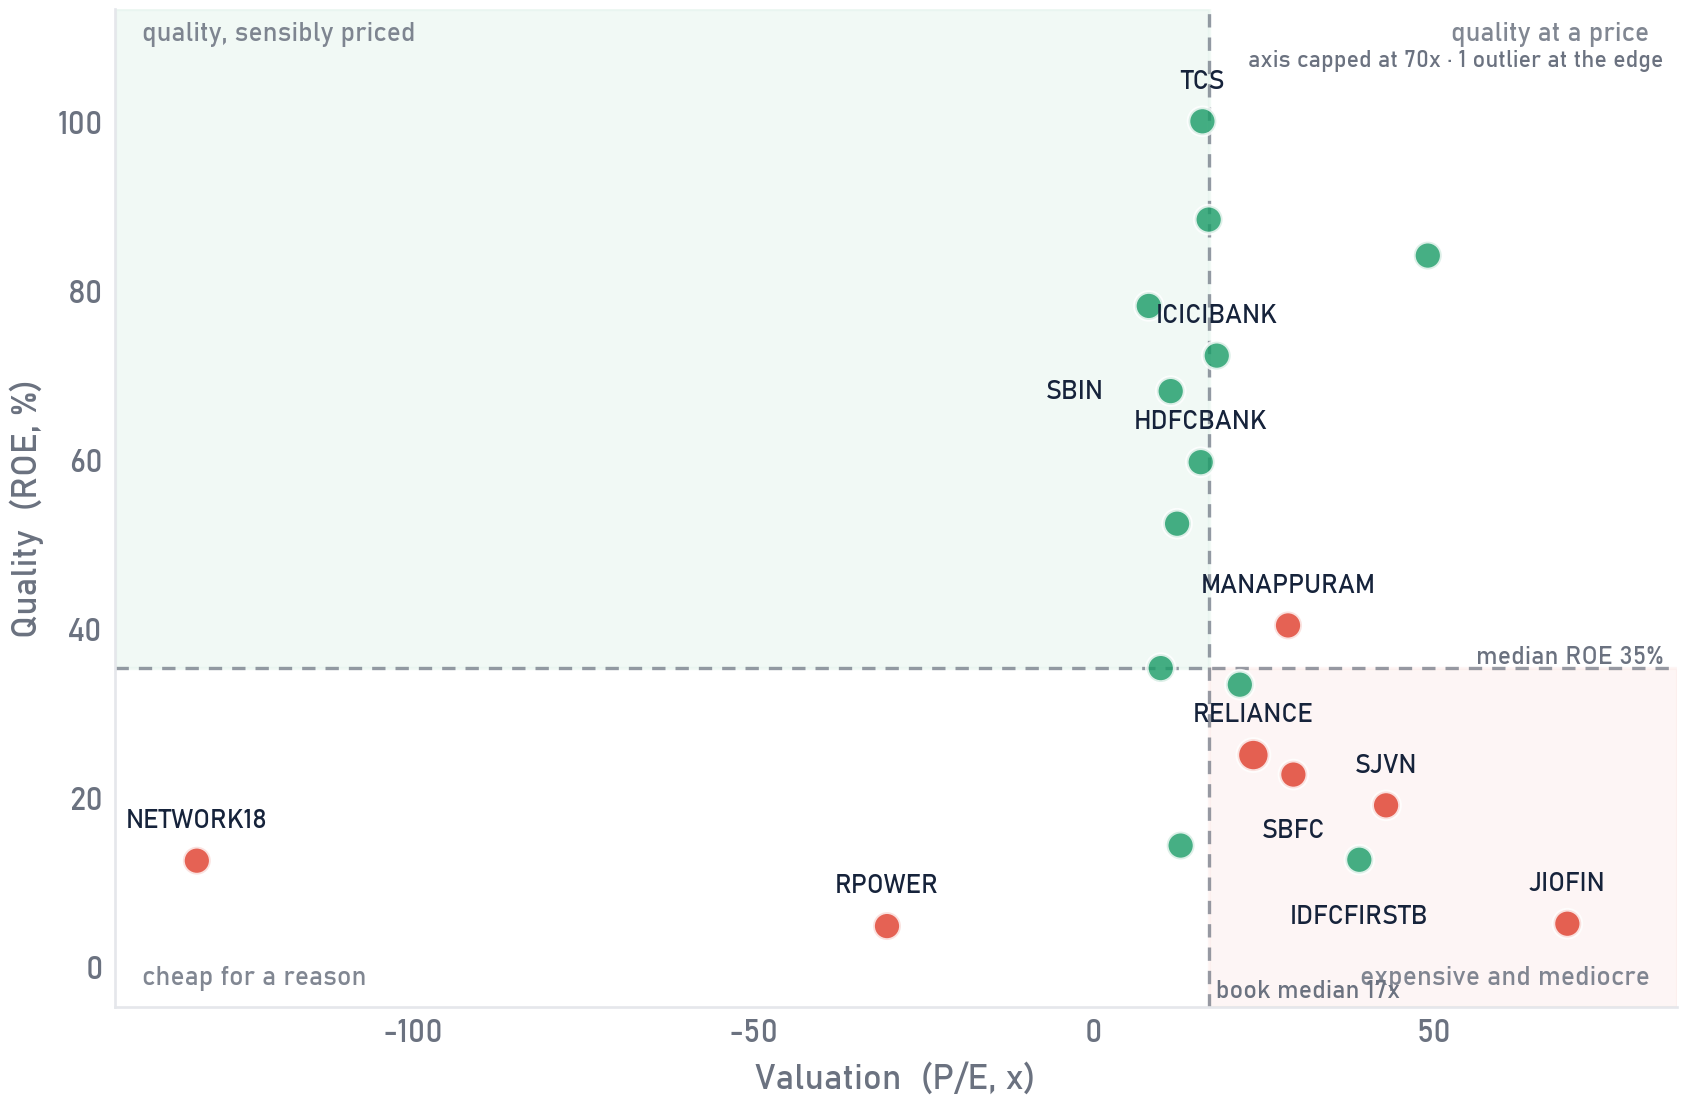 quality, sensibly priced
quality at a price
axis capped at 70x · 1 outlier at the edge
TCS
100
80
ICICIBANK
SBIN
HDFCBANK
60
Quality (ROE, %)
MANAPPURAM
40
median ROE 35%
RELIANCE
SJVN
20
NETWORK18
SBFC
RPOWER
JIOFIN
IDFCFIRSTB
0
cheap for a reason
expensive and mediocre
book median 17x
-100
-50
0
50
Valuation (P/E, x)